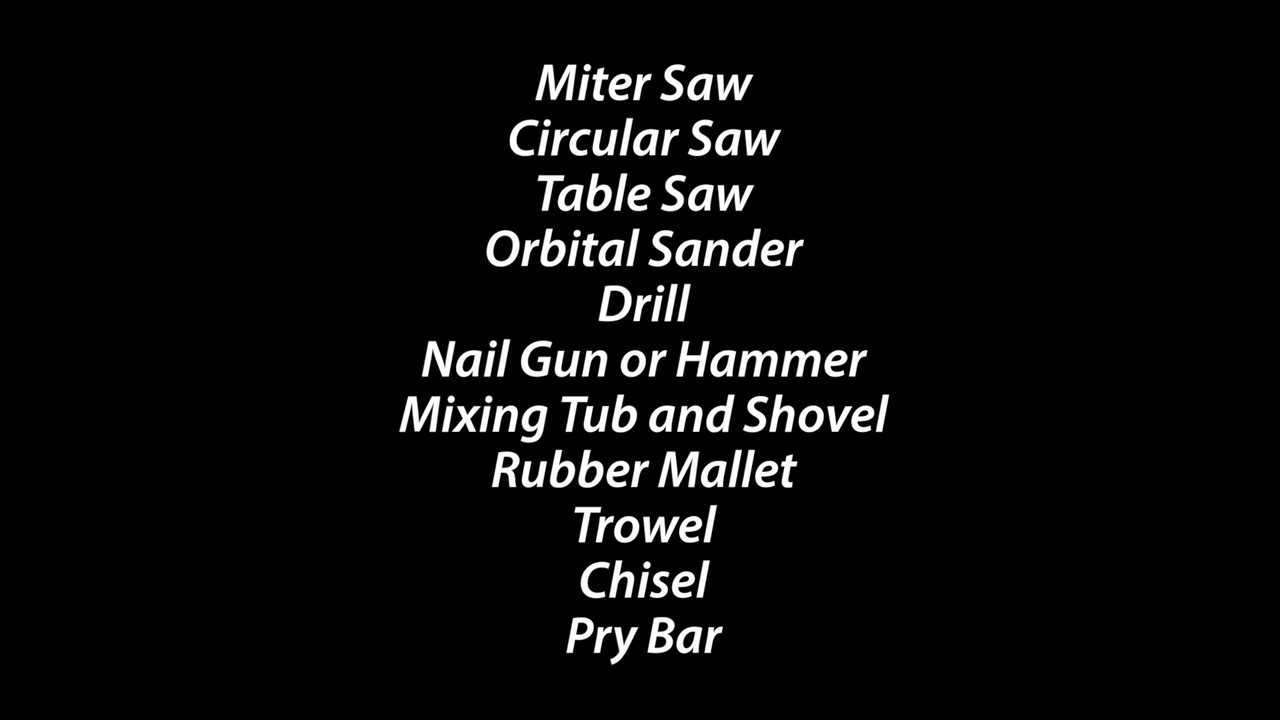 Miter Saw
Circular Saw
Table Saw
Orbital Sander
Drill
Nail Gun or Hammer
Mixing Tub and Shovel
Rubber Mallet
Trowel
Chisel
Pry Bar